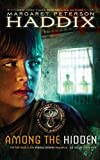 MARGARET PETERSON
HADDIX
AMONG THE HIDDEN